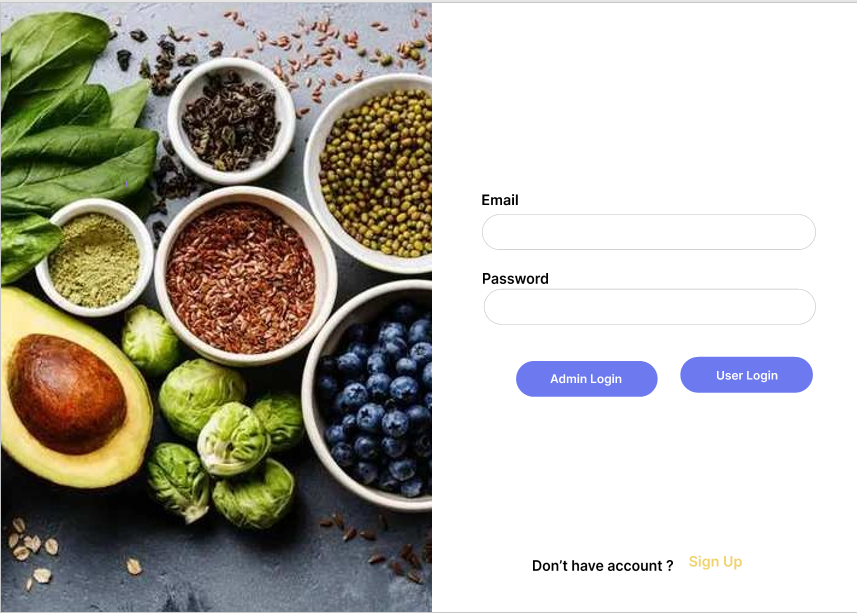 Email
Password
Admin Login
User Login
Don't have account ? Sign Up